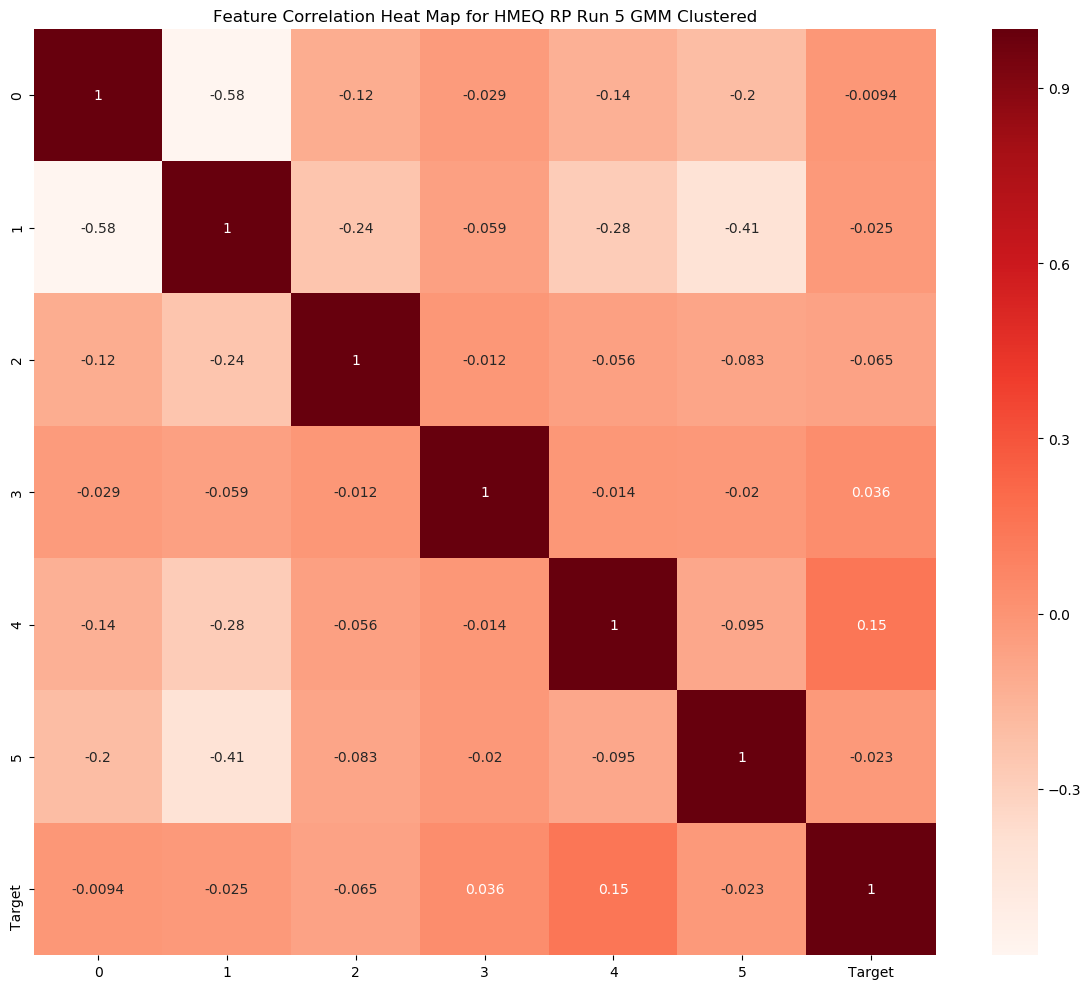 Feature Correlation Heat Map for HMEQ RP Run 5 GMM Clustered
0 1 -0.58 -0.12 -0.029 -0.14 -0.2 -0.0094
1 -0.58 1 -0.24 -0.059 -0.28 -0.41 -0.025
2 -0.12 -0.24 1 -0.012 -0.056 -0.083 -0.065
3 -0.029 -0.059 -0.012 1 -0.014 -0.02 0.036
4 -0.14 -0.28 -0.056 -0.014 1 -0.095 0.15
5 -0.2 -0.41 -0.083 -0.02 -0.095 1 -0.023
Target -0.0094 -0.025 -0.065 0.036 0.15 -0.023 1
0 1 2 3 4 5 Target
0.9
0.6
0.3
0.0
−0.3